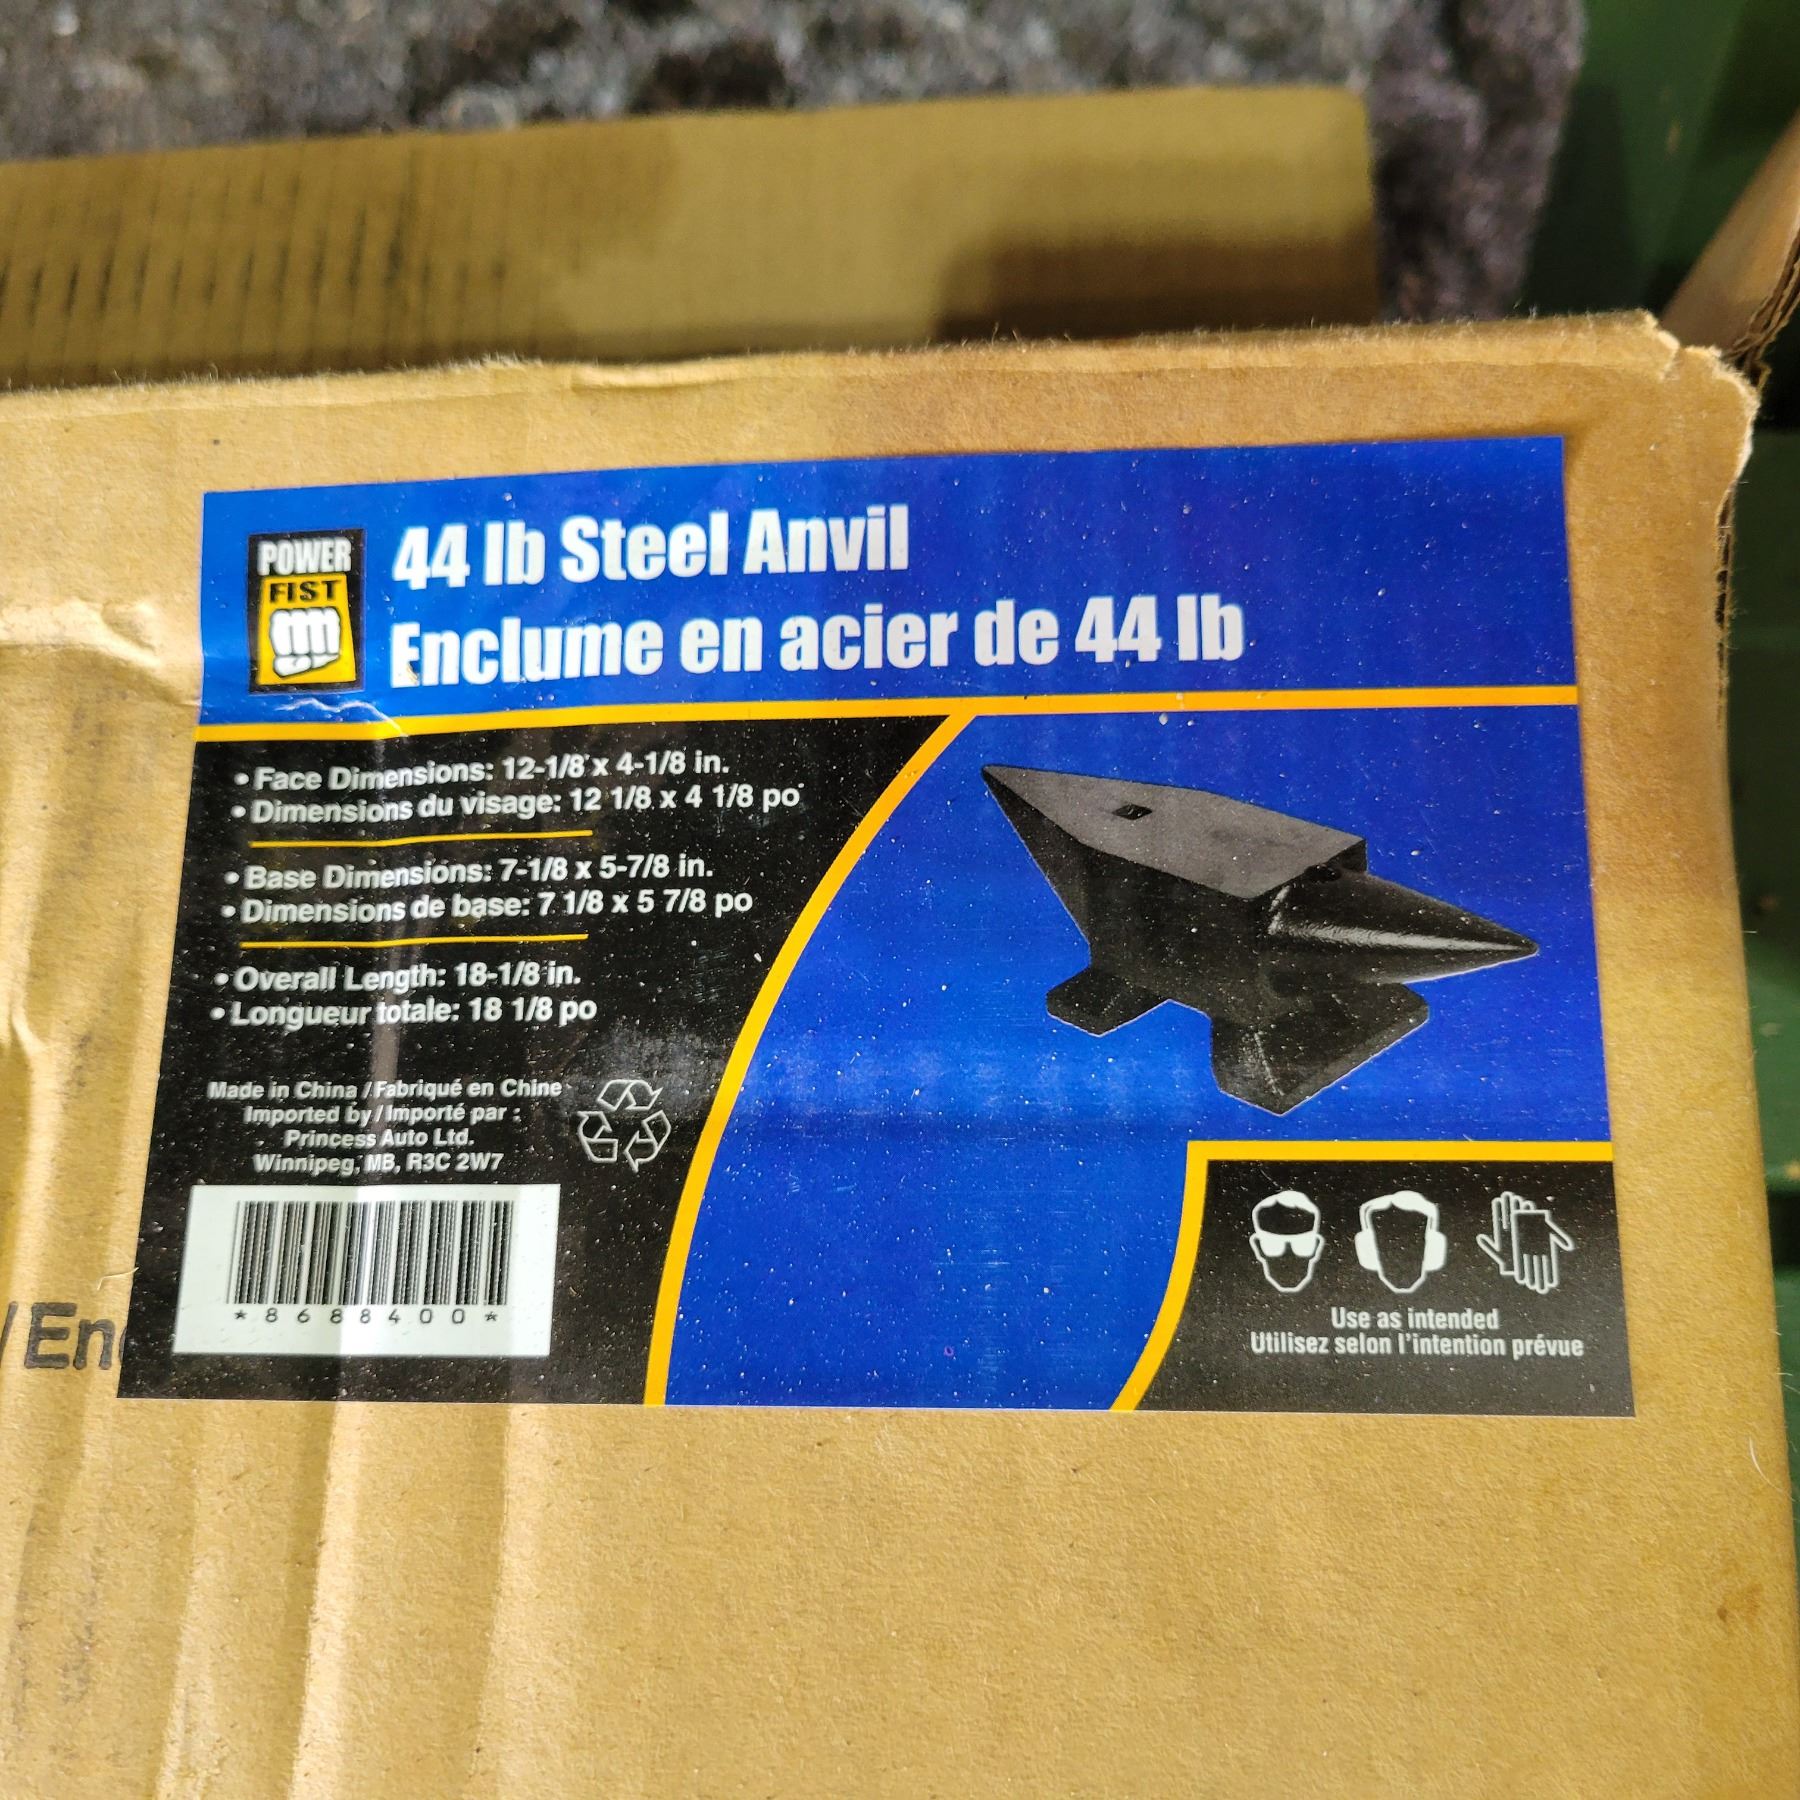 POWER
FIST
44 lb Steel Anvil
Enclume en acier de 44 lb
• Face Dimensions: 12-1/8 x 4-1/8 in.
• Dimensions du visage: 12 1/8 x 4 1/8 po
• Base Dimensions: 7-1/8 x 5-7/8 in.
• Dimensions de base: 7 1/8 x 5 7/8 po
• Overall Length: 18-1/8 in.
• Longueur totale: 18 1/8 po
Made in China / Fabriqué en Chine
Imported by / Importé par :
Princess Auto Ltd.
Winnipeg, MB, R3C 2W7
*8688400*
Use as intended
Utilisez selon l'intention prévue
/En